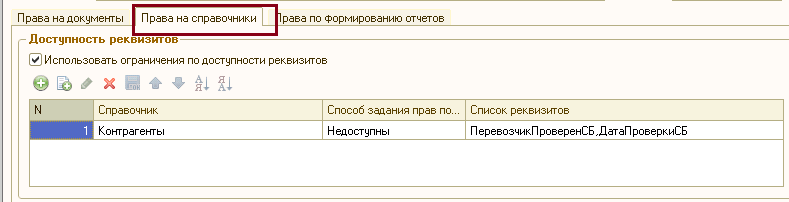 Права на документы Права на справочники Права по формированию отчетов
Доступность реквизитов
Использовать ограничения по доступности реквизитов
N Справочник Способ задания прав по... Список реквизитов
1 Контрагенты Недоступны ПеревозчикПроверенСБ,ДатаПроверкиСБ